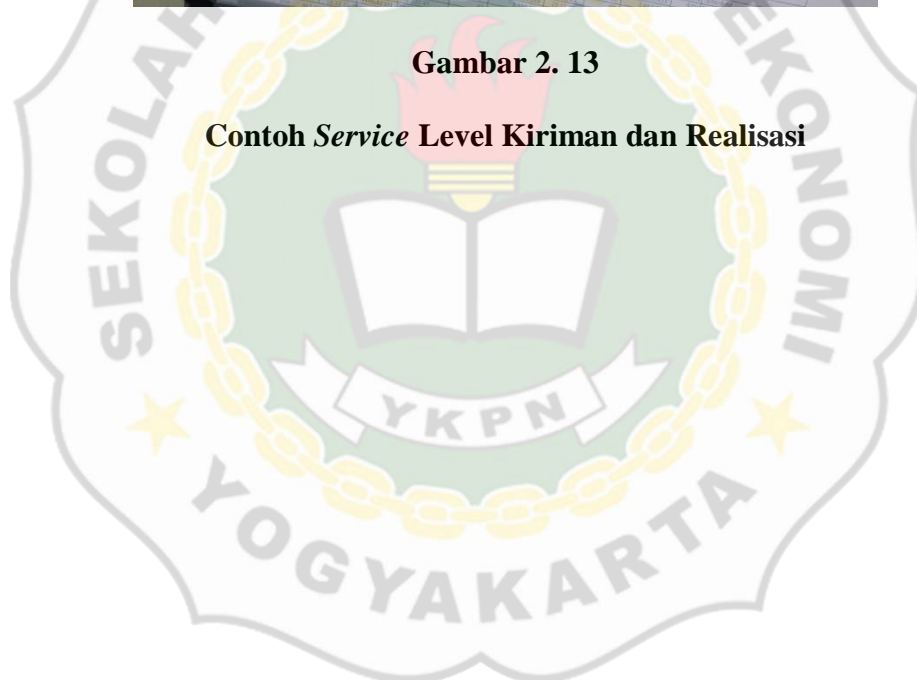 Gambar 2. 13
Contoh Service Level Kiriman dan Realisasi
SEKOLAH
EKONOMI
YKPN
YOGYAKARTA